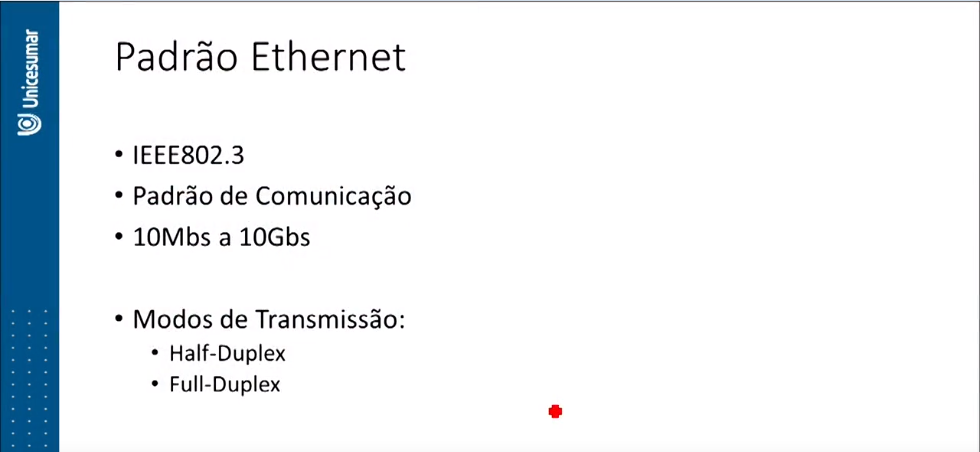 Unicesumar
Padrão Ethernet
• IEEE802.3
• Padrão de Comunicação
• 10Mbs a 10Gbs
• Modos de Transmissão:
• Half-Duplex
• Full-Duplex